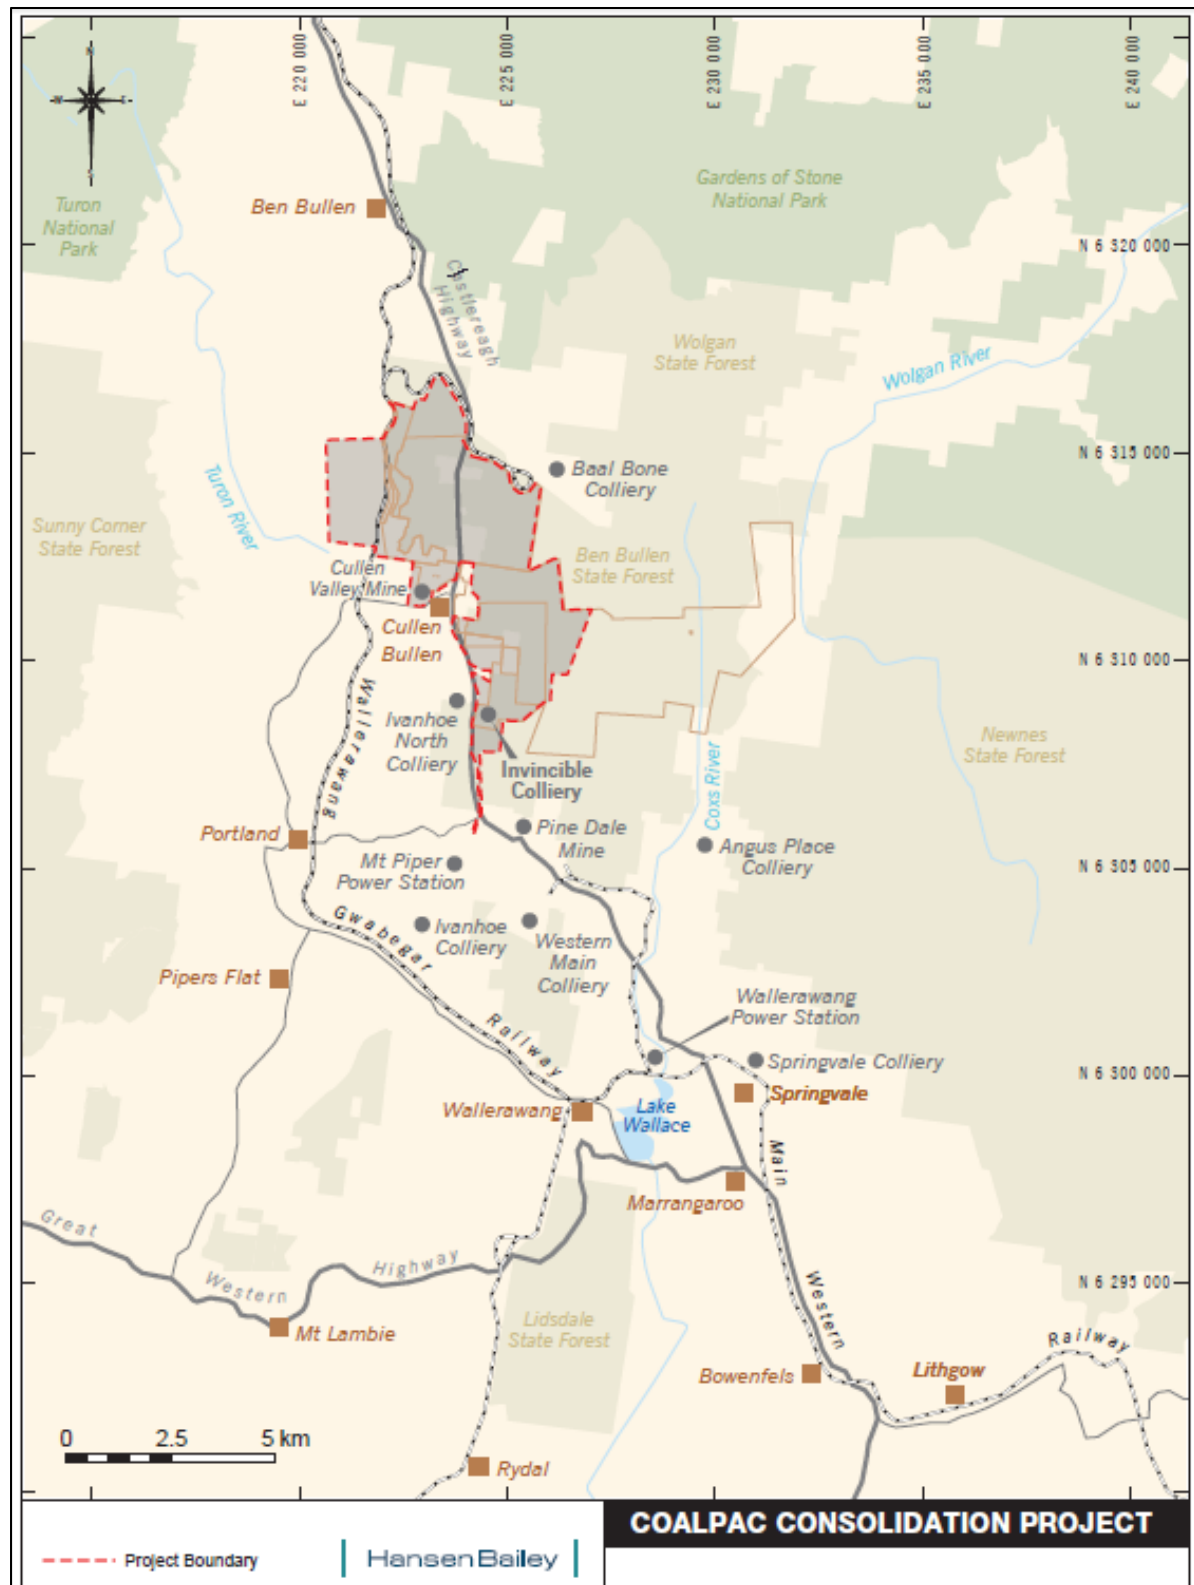 E 220 000
E 225 000
E 230 000
E 235 000
E 240 000
N
W
E
S
Turon
National
Park
Ben Bullen
Gardens of Stone
National Park
N 6 320 000
Castlereagh
Highway
Wolgan
State Forest
Wolgan River
N 6 315 000
Baal Bone
Colliery
Turon River
Sunny Corner
State Forest
Ben Bullen
State Forest
Cullen
Valley Mine
Cullen
Bullen
N 6 310 000
Wallerawang
Ivanhoe
North
Colliery
Invincible
Colliery
Newnes
State Forest
Coxs River
Portland
Pine Dale
Mine
Angus Place
Colliery
Mt Piper
Power Station
N 6 305 000
Gwabegar
Ivanhoe
Colliery
Western
Main
Colliery
Pipers Flat
Wallerawang
Power Station
Railway
Springvale Colliery
N 6 300 000
Springvale
Wallerawang
Lake
Wallace
Main
Marrangaroo
Great
Western
Highway
Western
N 6 295 000
Mt Lambie
Lidsdale
State Forest
Railway
Bowenfels
Lithgow
0 2.5 5 km
Rydal
COALPAC CONSOLIDATION PROJECT
Project Boundary
Hansen Bailey